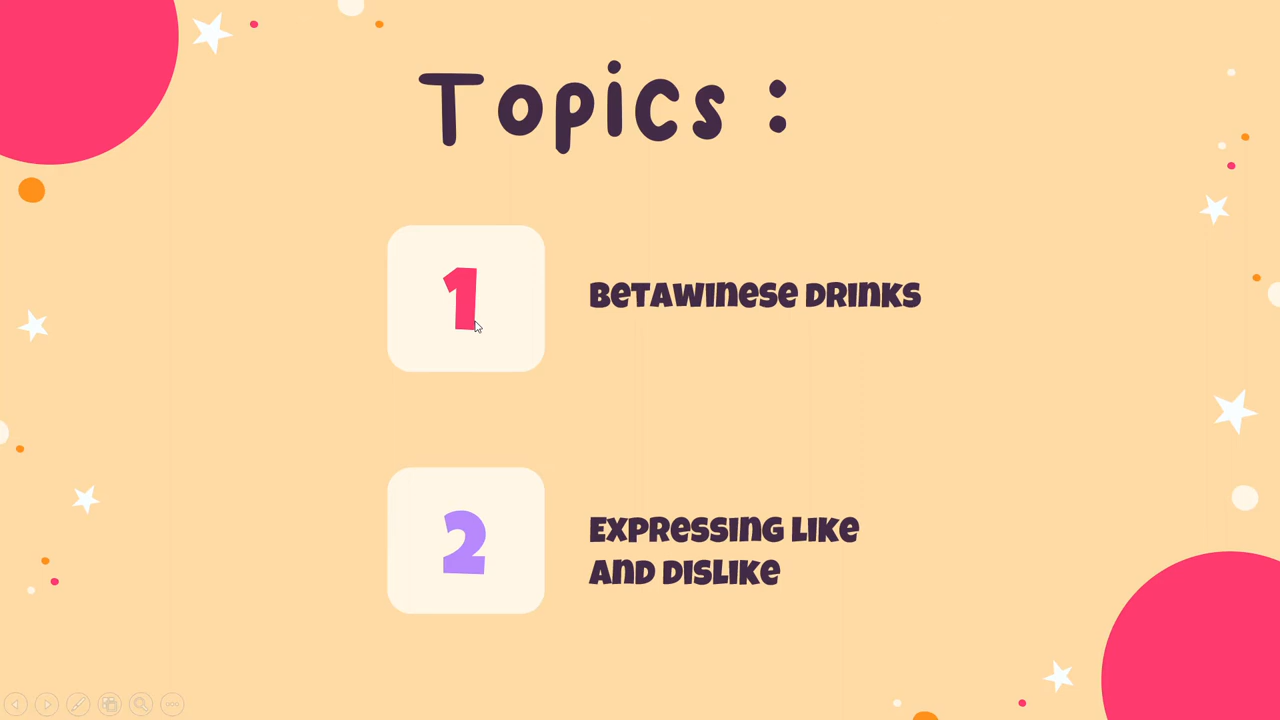 Topics :
1
Betawinese Drinks
2
Expressing Like
and Dislike